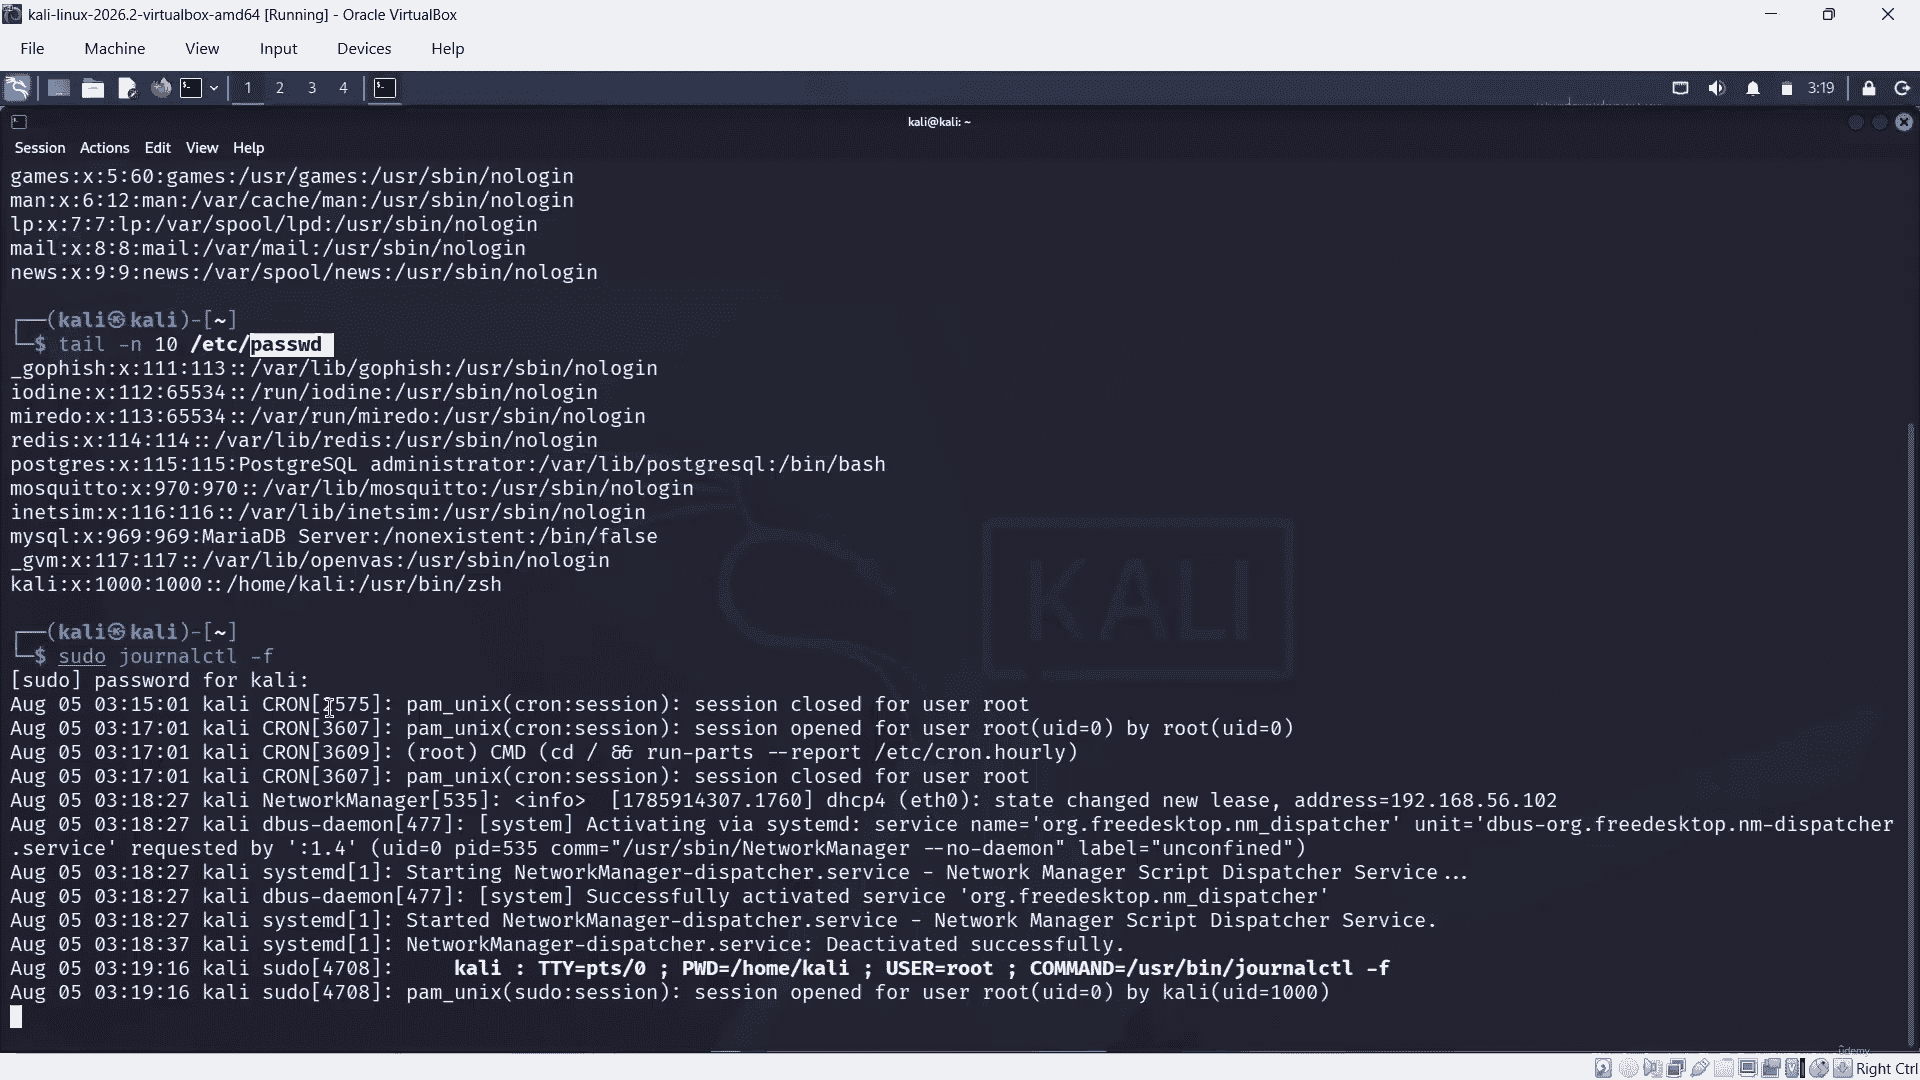 kali-linux-2026.2-virtualbox-amd64 [Running] - Oracle VirtualBox
File Machine View Input Devices Help
1 2 3 4 3:19
kali@kali: ~
Session Actions Edit View Help
games:x:5:60:games:/usr/games:/usr/sbin/nologin
man:x:6:12:man:/var/cache/man:/usr/sbin/nologin
lp:x:7:7:lp:/var/spool/lpd:/usr/sbin/nologin
mail:x:8:8:mail:/var/mail:/usr/sbin/nologin
news:x:9:9:news:/var/spool/news:/usr/sbin/nologin
┌──(kali㉿kali)-[~]
└─$ tail -n 10 /etc/passwd
_gophish:x:111:113::/var/lib/gophish:/usr/sbin/nologin
iodine:x:112:65534::/run/iodine:/usr/sbin/nologin
miredo:x:113:65534::/var/run/miredo:/usr/sbin/nologin
redis:x:114:114::/var/lib/redis:/usr/sbin/nologin
postgres:x:115:115:PostgreSQL administrator:/var/lib/postgresql:/bin/bash
mosquitto:x:970:970::/var/lib/mosquitto:/usr/sbin/nologin
inetsim:x:116:116::/var/lib/inetsim:/usr/sbin/nologin
mysql:x:969:969:MariaDB Server:/nonexistent:/bin/false
_gvm:x:117:117::/var/lib/openvas:/usr/sbin/nologin
kali:x:1000:1000::/home/kali:/usr/bin/zsh
KALI
┌──(kali㉿kali)-[~]
└─$ sudo journalctl -f
[sudo] password for kali:
Aug 05 03:15:01 kali CRON[2575]: pam_unix(cron:session): session closed for user root
Aug 05 03:17:01 kali CRON[3607]: pam_unix(cron:session): session opened for user root(uid=0) by root(uid=0)
Aug 05 03:17:01 kali CRON[3609]: (root) CMD (cd / && run-parts --report /etc/cron.hourly)
Aug 05 03:17:01 kali CRON[3607]: pam_unix(cron:session): session closed for user root
Aug 05 03:18:27 kali NetworkManager[535]: <info>  [1785914307.1760] dhcp4 (eth0): state changed new lease, address=192.168.56.102
Aug 05 03:18:27 kali dbus-daemon[477]: [system] Activating via systemd: service name='org.freedesktop.nm_dispatcher' unit='dbus-org.freedesktop.nm-dispatcher
.service' requested by ':1.4' (uid=0 pid=535 comm="/usr/sbin/NetworkManager --no-daemon" label="unconfined")
Aug 05 03:18:27 kali systemd[1]: Starting NetworkManager-dispatcher.service - Network Manager Script Dispatcher Service...
Aug 05 03:18:27 kali dbus-daemon[477]: [system] Successfully activated service 'org.freedesktop.nm_dispatcher'
Aug 05 03:18:27 kali systemd[1]: Started NetworkManager-dispatcher.service - Network Manager Script Dispatcher Service.
Aug 05 03:18:37 kali systemd[1]: NetworkManager-dispatcher.service: Deactivated successfully.
Aug 05 03:19:16 kali sudo[4708]:     kali : TTY=pts/0 ; PWD=/home/kali ; USER=root ; COMMAND=/usr/bin/journalctl -f
Aug 05 03:19:16 kali sudo[4708]: pam_unix(sudo:session): session opened for user root(uid=0) by kali(uid=1000)
udemy
Right Ctrl